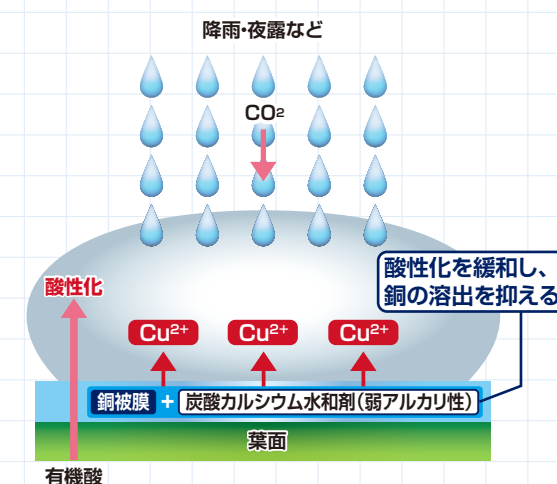 降雨・夜露など
CO2
酸性化を緩和し、
銅の溶出を抑える
酸性化
Cu2+ Cu2+ Cu2+
銅被膜 + 炭酸カルシウム水和剤(弱アルカリ性)
葉面
有機酸